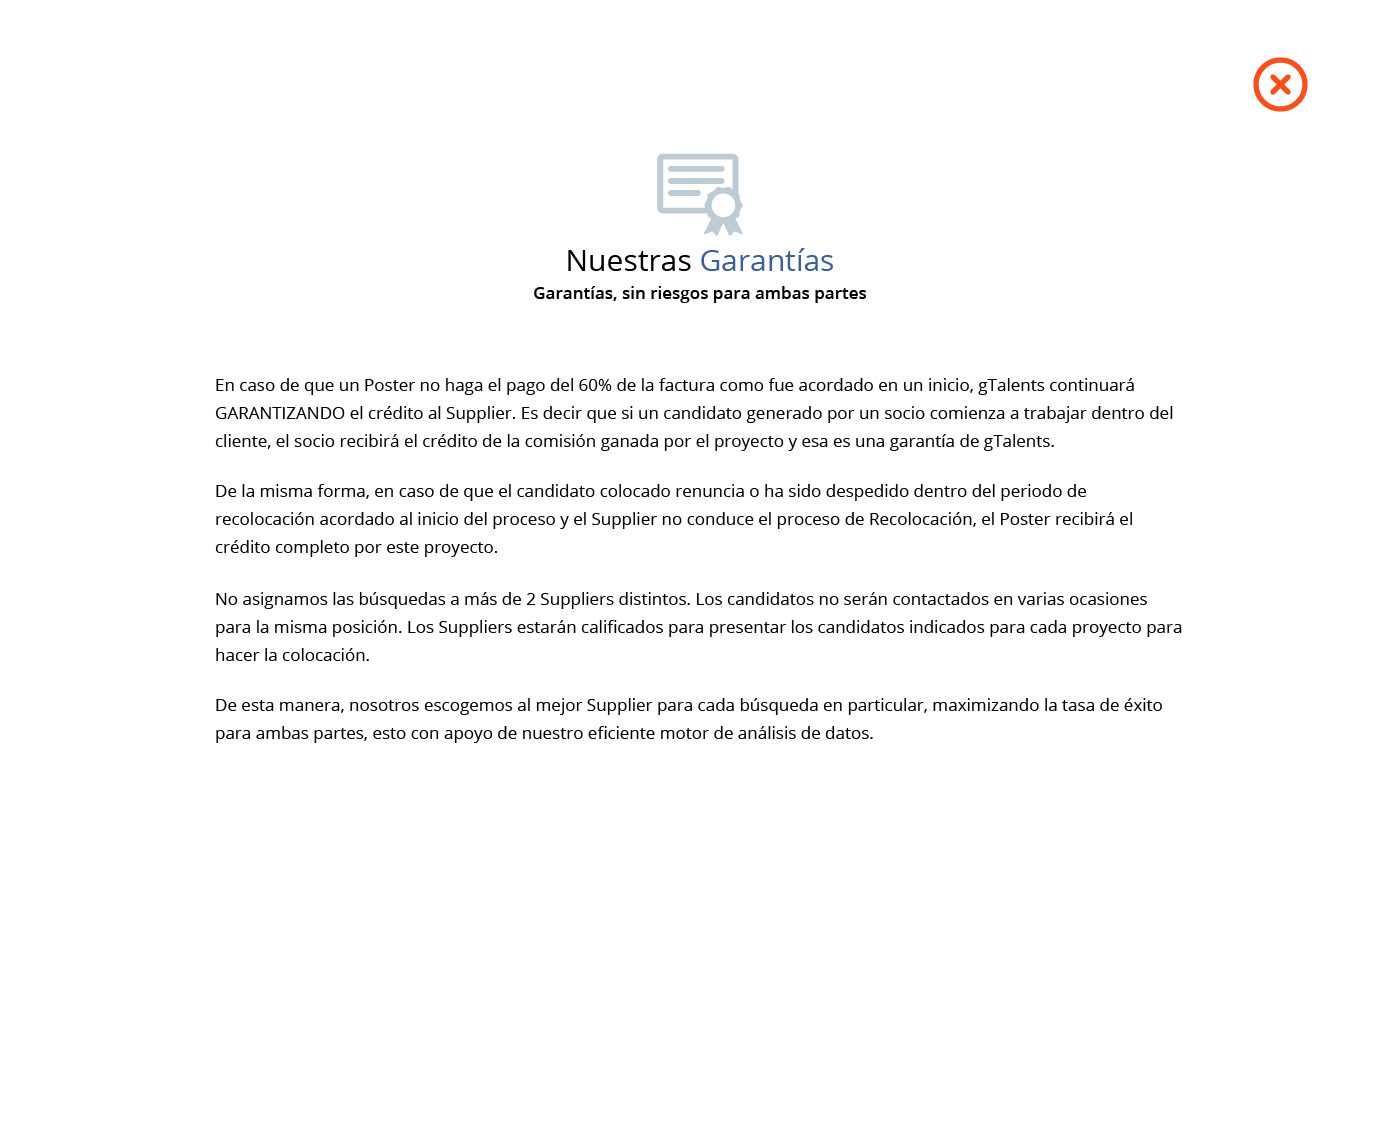 Nuestras Garantías
Garantías, sin riesgos para ambas partes
En caso de que un Poster no haga el pago del 60% de la factura como fue acordado en un inicio, gTalents continuará
GARANTIZANDO el crédito al Supplier. Es decir que si un candidato generado por un socio comienza a trabajar dentro del
cliente, el socio recibirá el crédito de la comisión ganada por el proyecto y esa es una garantía de gTalents.
De la misma forma, en caso de que el candidato colocado renuncia o ha sido despedido dentro del periodo de
recolocación acordado al inicio del proceso y el Supplier no conduce el proceso de Recolocación, el Poster recibirá el
crédito completo por este proyecto.
No asignamos las búsquedas a más de 2 Suppliers distintos. Los candidatos no serán contactados en varias ocasiones
para la misma posición. Los Suppliers estarán calificados para presentar los candidatos indicados para cada proyecto para
hacer la colocación.
De esta manera, nosotros escogemos al mejor Supplier para cada búsqueda en particular, maximizando la tasa de éxito
para ambas partes, esto con apoyo de nuestro eficiente motor de análisis de datos.